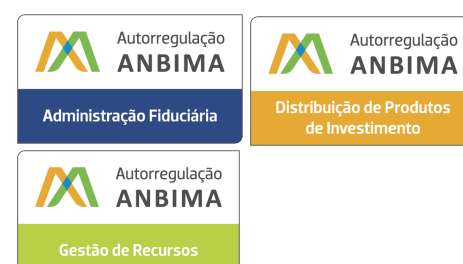 Autorregulação
ANBIMA
Administração Fiduciária
Autorregulação
ANBIMA
Distribuição de Produtos
de Investimento
Autorregulação
ANBIMA
Gestão de Recursos